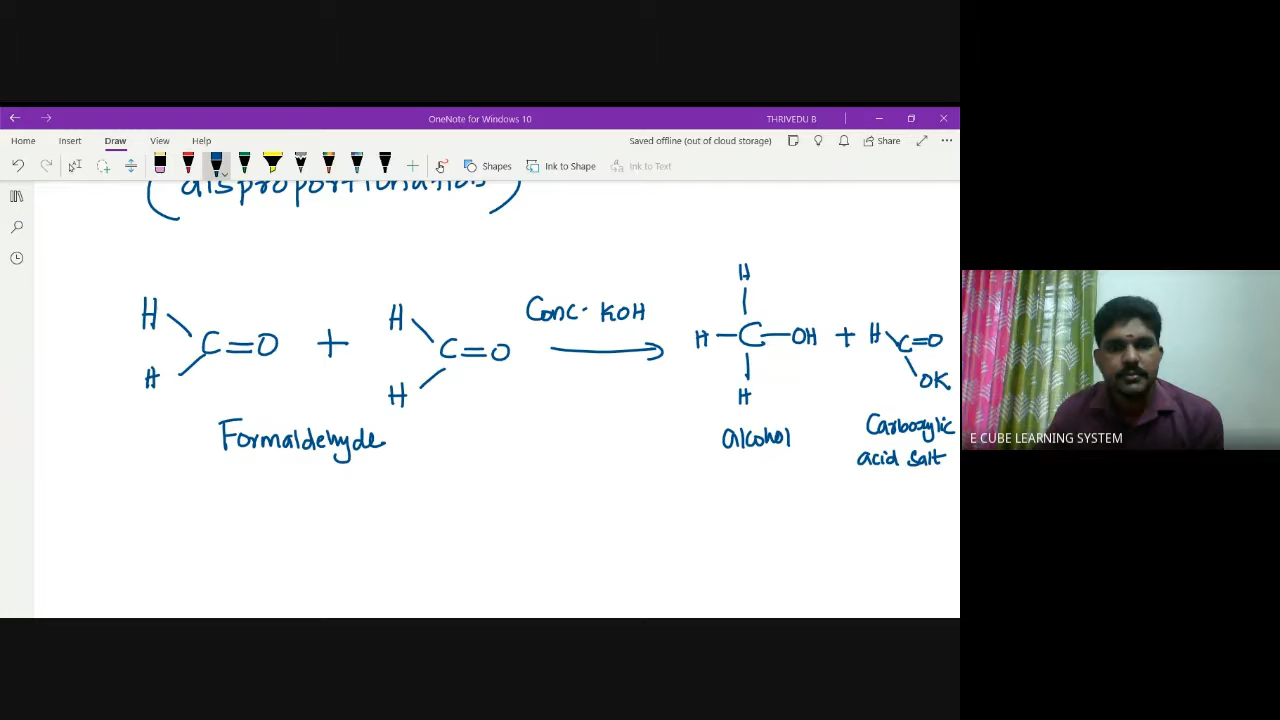 OneNote for Windows 10
THRIVEDU B
Home Insert Draw View Help
Saved offline (out of cloud storage)
Share
Shapes
Ink to Shape
Ink to Text
(disproportionation)
H
C=O
H
+
H
C=O
H
Conc. KOH
H
H-C-OH
H
+
H
C=O
OK
Formaldehyde
alcohol
Carboxylic
acid salt
E CUBE LEARNING SYSTEM